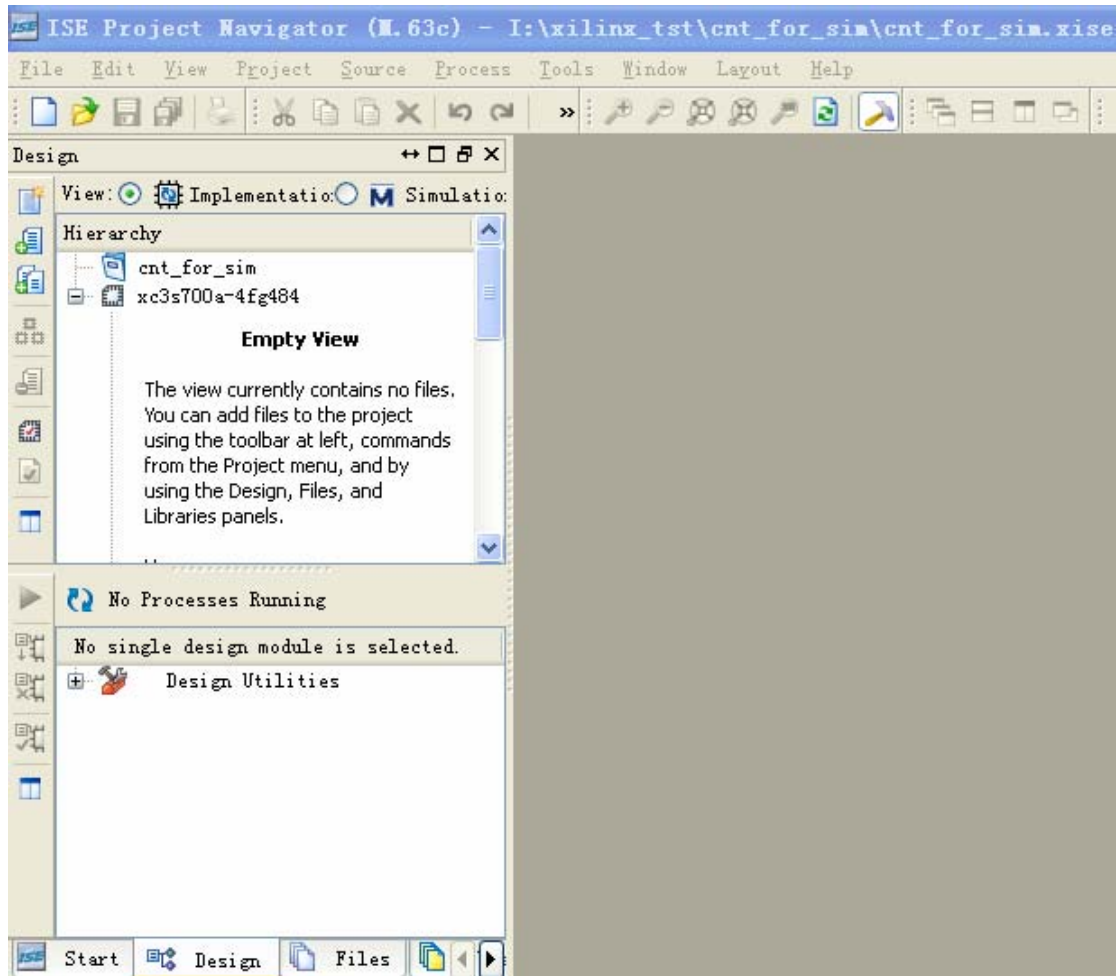 ISE ISE Project Navigator (M.63c) - I:\xilinx_tst\cnt_for_sim\cnt_for_sim.xise
File Edit View Project Source Process Tools Window Layout Help
»
Design
View: Implementatio: M Simulatio:
Hierarchy
cnt_for_sim
xc3s700a-4fg484
Empty View
The view currently contains no files.
You can add files to the project
using the toolbar at left, commands
from the Project menu, and by
using the Design, Files, and
Libraries panels.
No Processes Running
No single design module is selected.
Design Utilities
ISE Start Design Files